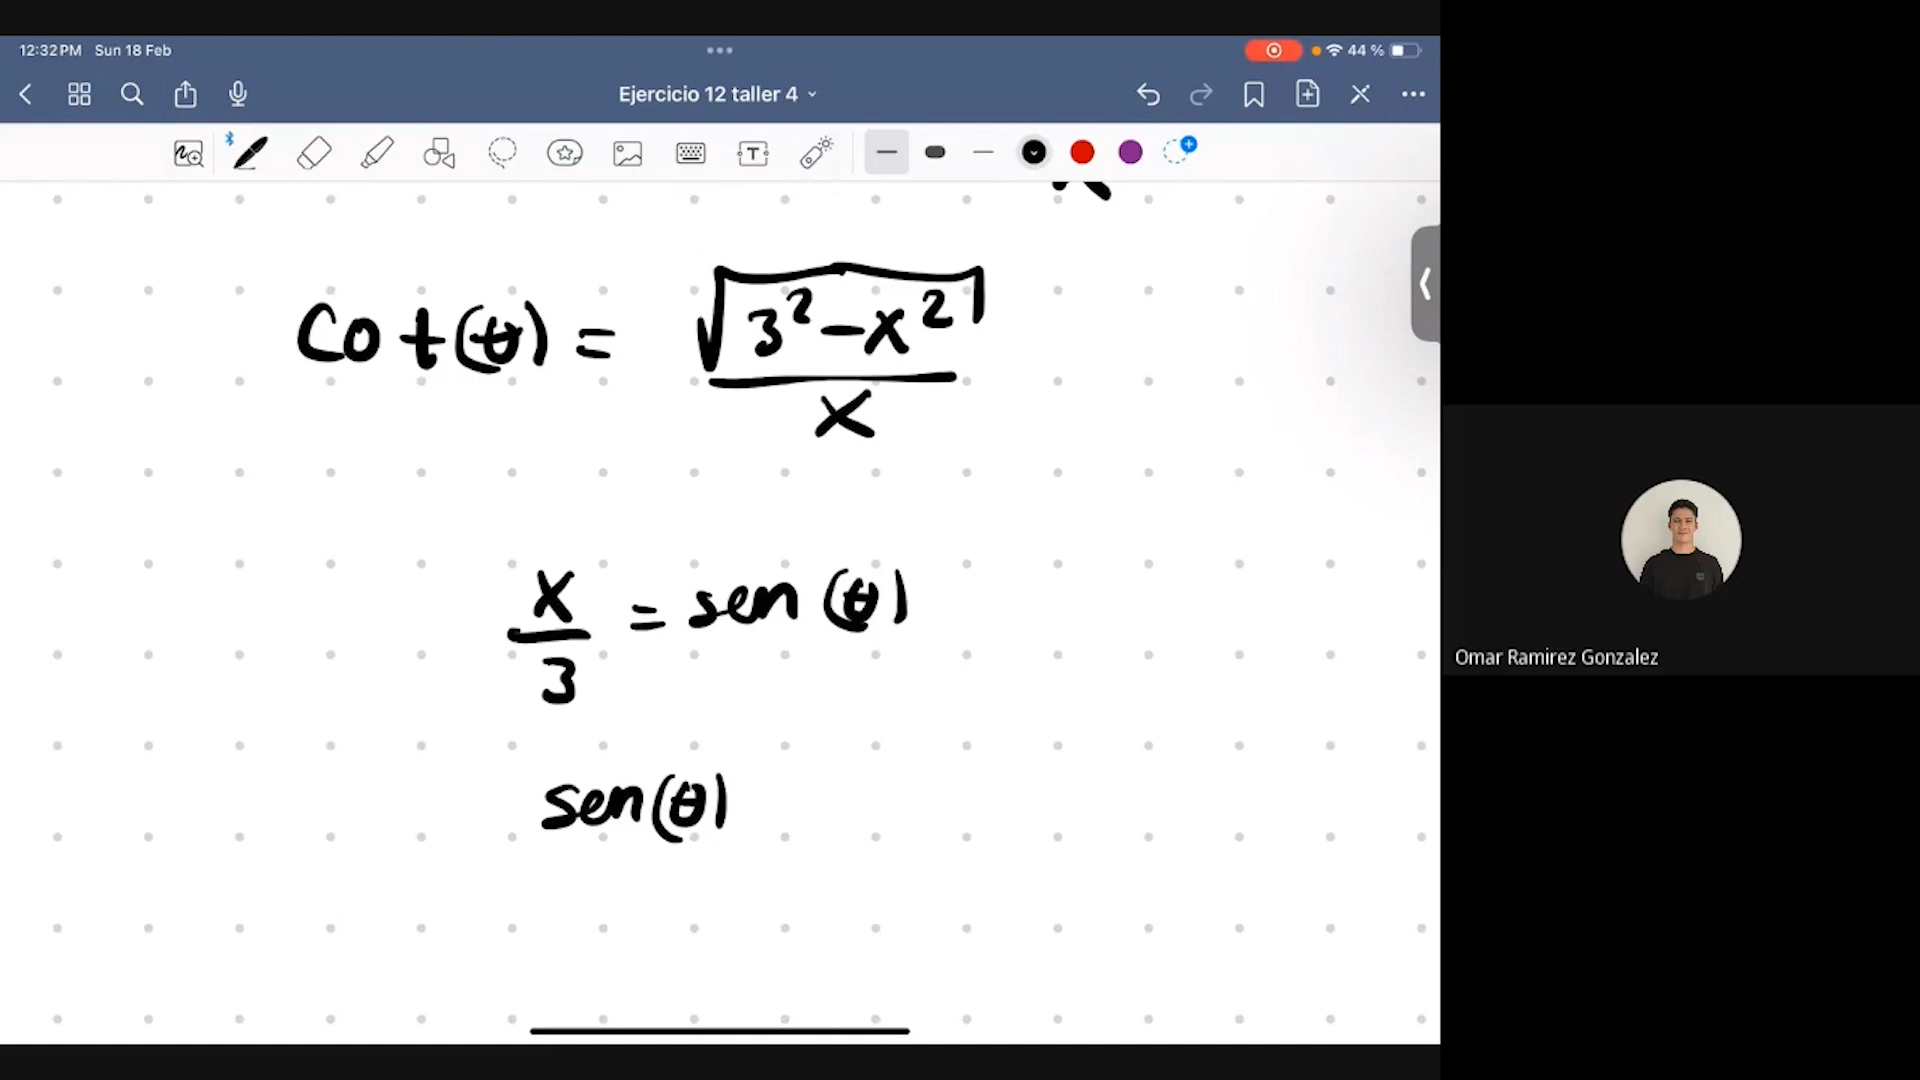 12:32 PM Sun 18 Feb
44 %
Ejercicio 12 taller 4
T
Cot(θ) = √(3² - x²) / x
x/3 = sen (θ)
sen(θ)
Omar Ramirez Gonzalez